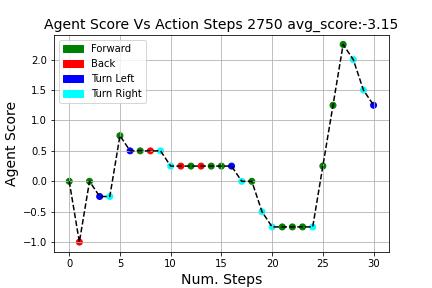 Agent Score Vs Action Steps 2750 avg_score:-3.15
Forward
Back
Turn Left
Turn Right
Agent Score
2.0
1.5
1.0
0.5
0.0
−0.5
−1.0
0 5 10 15 20 25 30
Num. Steps